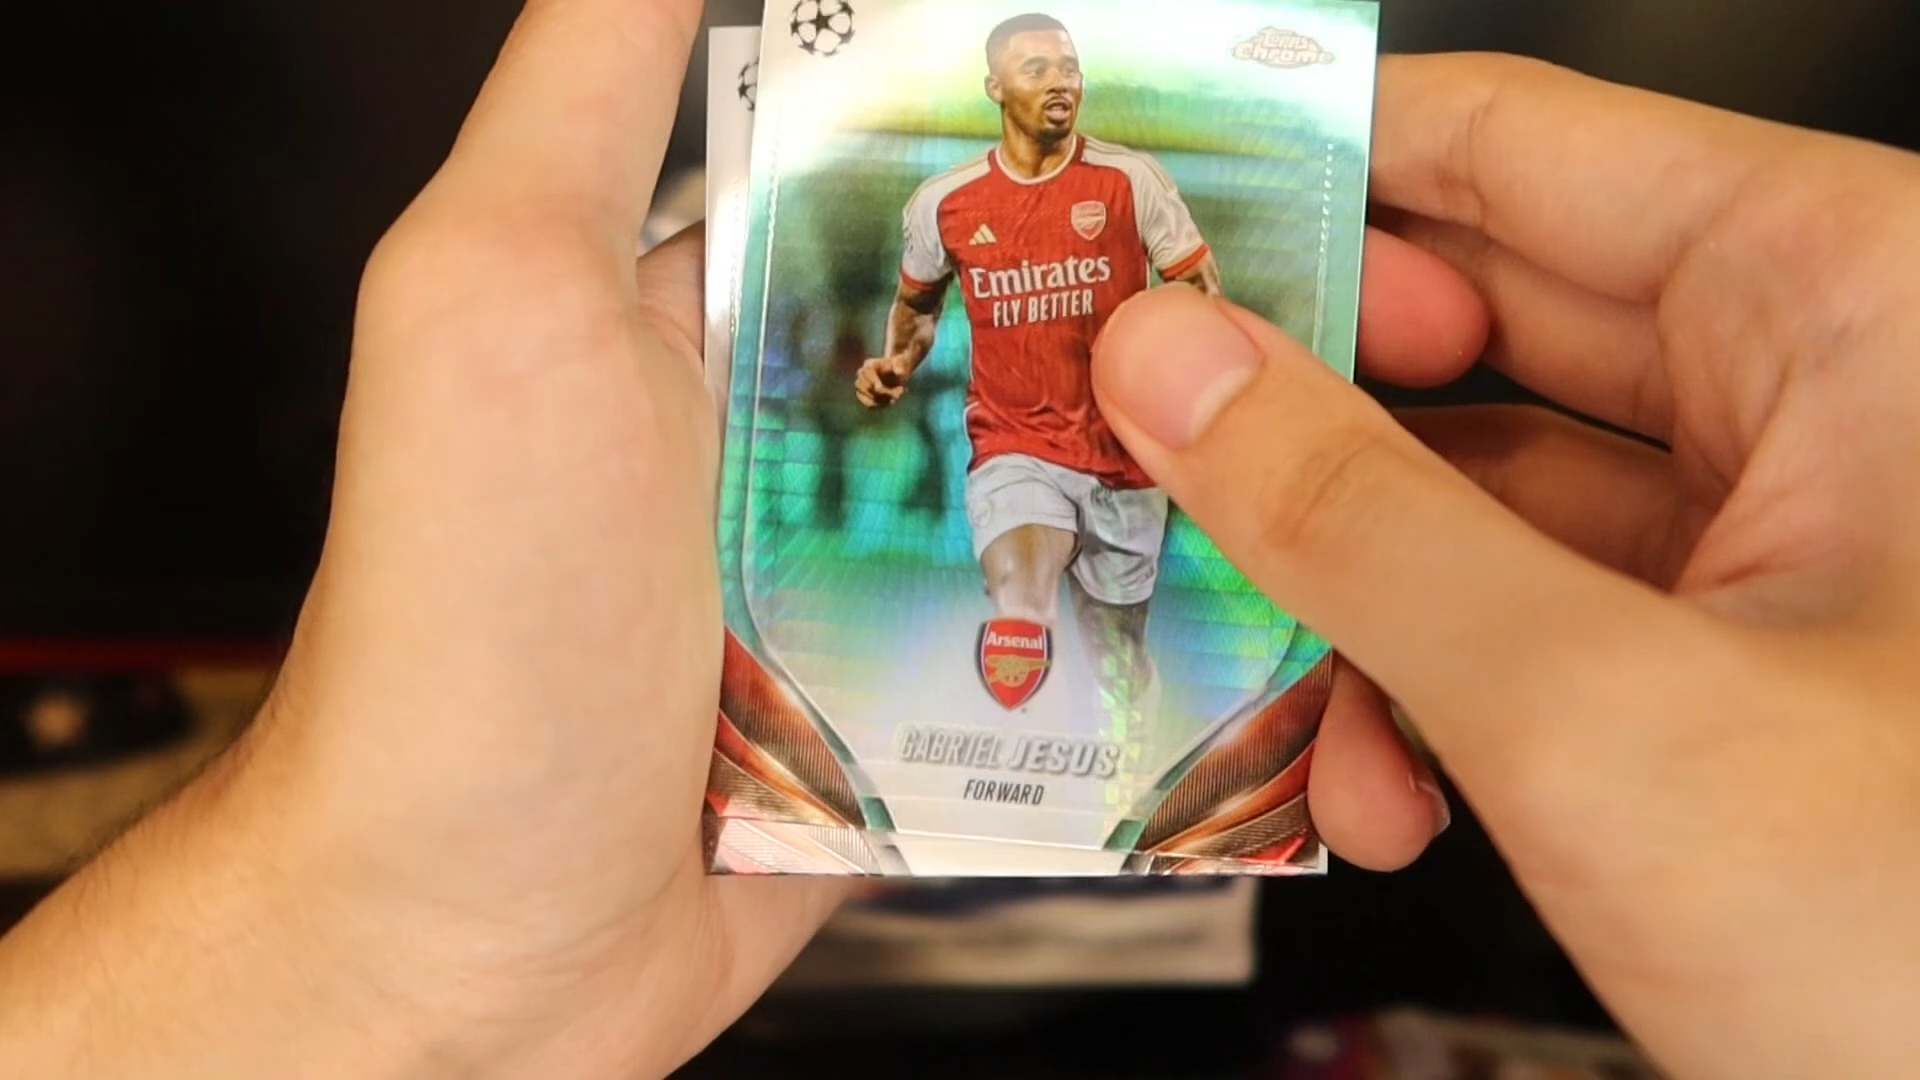 Topps
Chrome
Emirates
FLY BETTER
Arsenal
GABRIEL JESUS
FORWARD